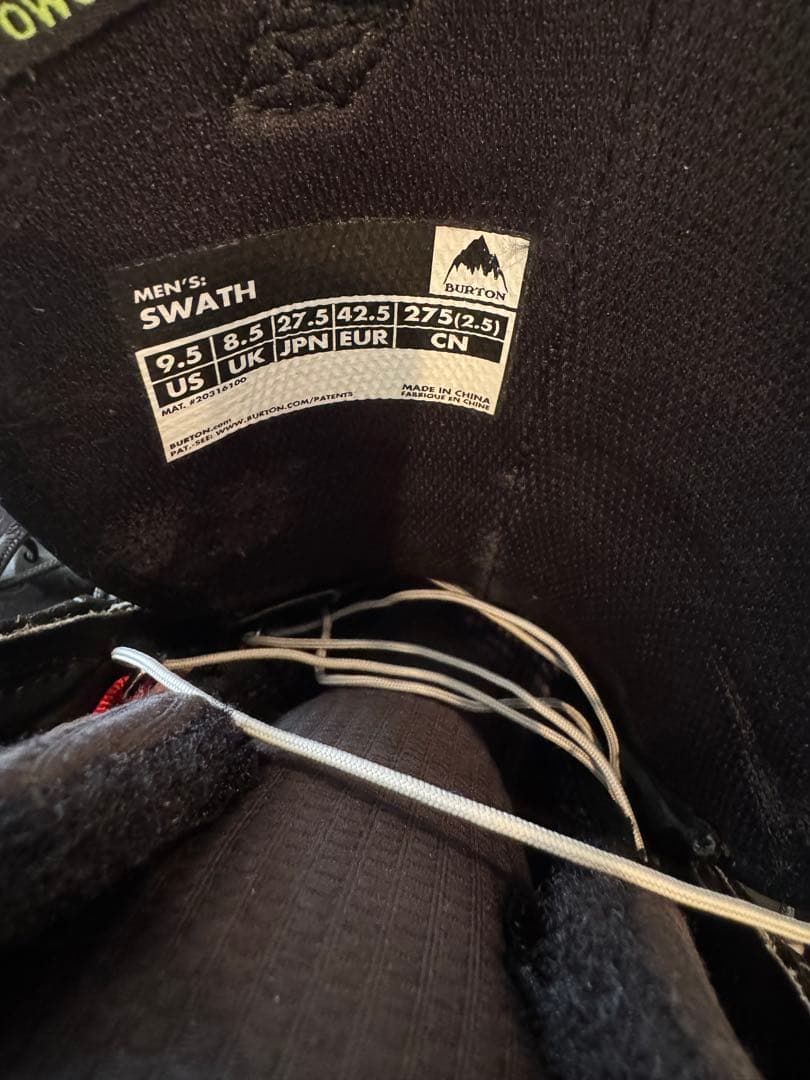 MEN'S:
SWATH
BURTON
9.5 8.5 27.5 42.5 275(2.5)
US UK JPN EUR CN
MAT. #20316100
BURTON.com
PAT.-SEE: WWW.BURTON.COM/PATENTS
MADE IN CHINA
FABRIQUE EN CHINE